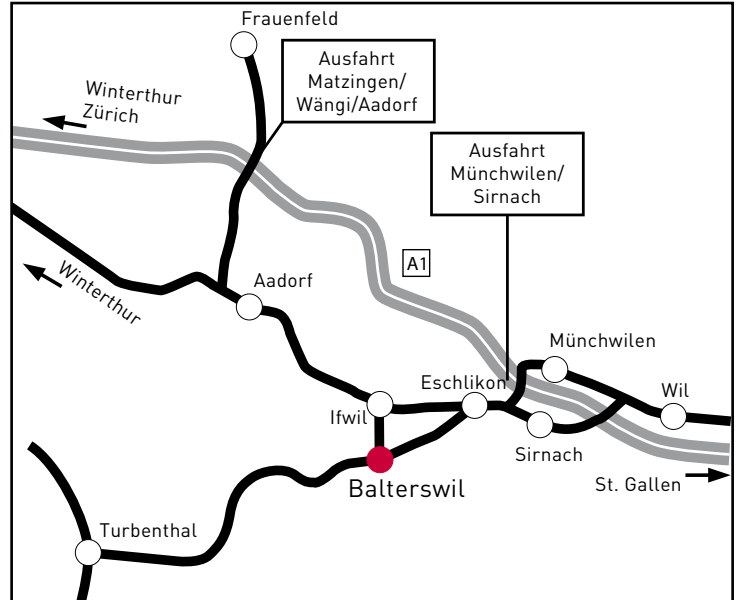 Frauenfeld
Ausfahrt
Matzingen/
Wängi/Aadorf
Winterthur
Zürich
Ausfahrt
Münchwilen/
Sirnach
A1
Winterthur
Aadorf
Münchwilen
Eschlikon
Wil
Ifwil
Sirnach
St. Gallen
Balterswil
Turbenthal